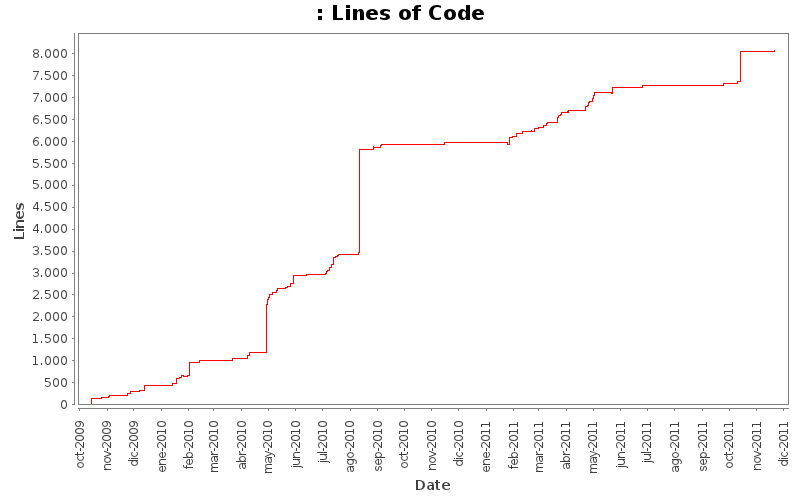 : Lines of Code
8.000
7.500
7.000
6.500
6.000
5.500
5.000
4.500
4.000
3.500
3.000
2.500
2.000
1.500
1.000
500
0
Lines
oct-2009
nov-2009
dic-2009
ene-2010
feb-2010
mar-2010
abr-2010
may-2010
jun-2010
jul-2010
ago-2010
sep-2010
oct-2010
nov-2010
dic-2010
ene-2011
feb-2011
mar-2011
abr-2011
may-2011
jun-2011
jul-2011
ago-2011
sep-2011
oct-2011
nov-2011
dic-2011
Date